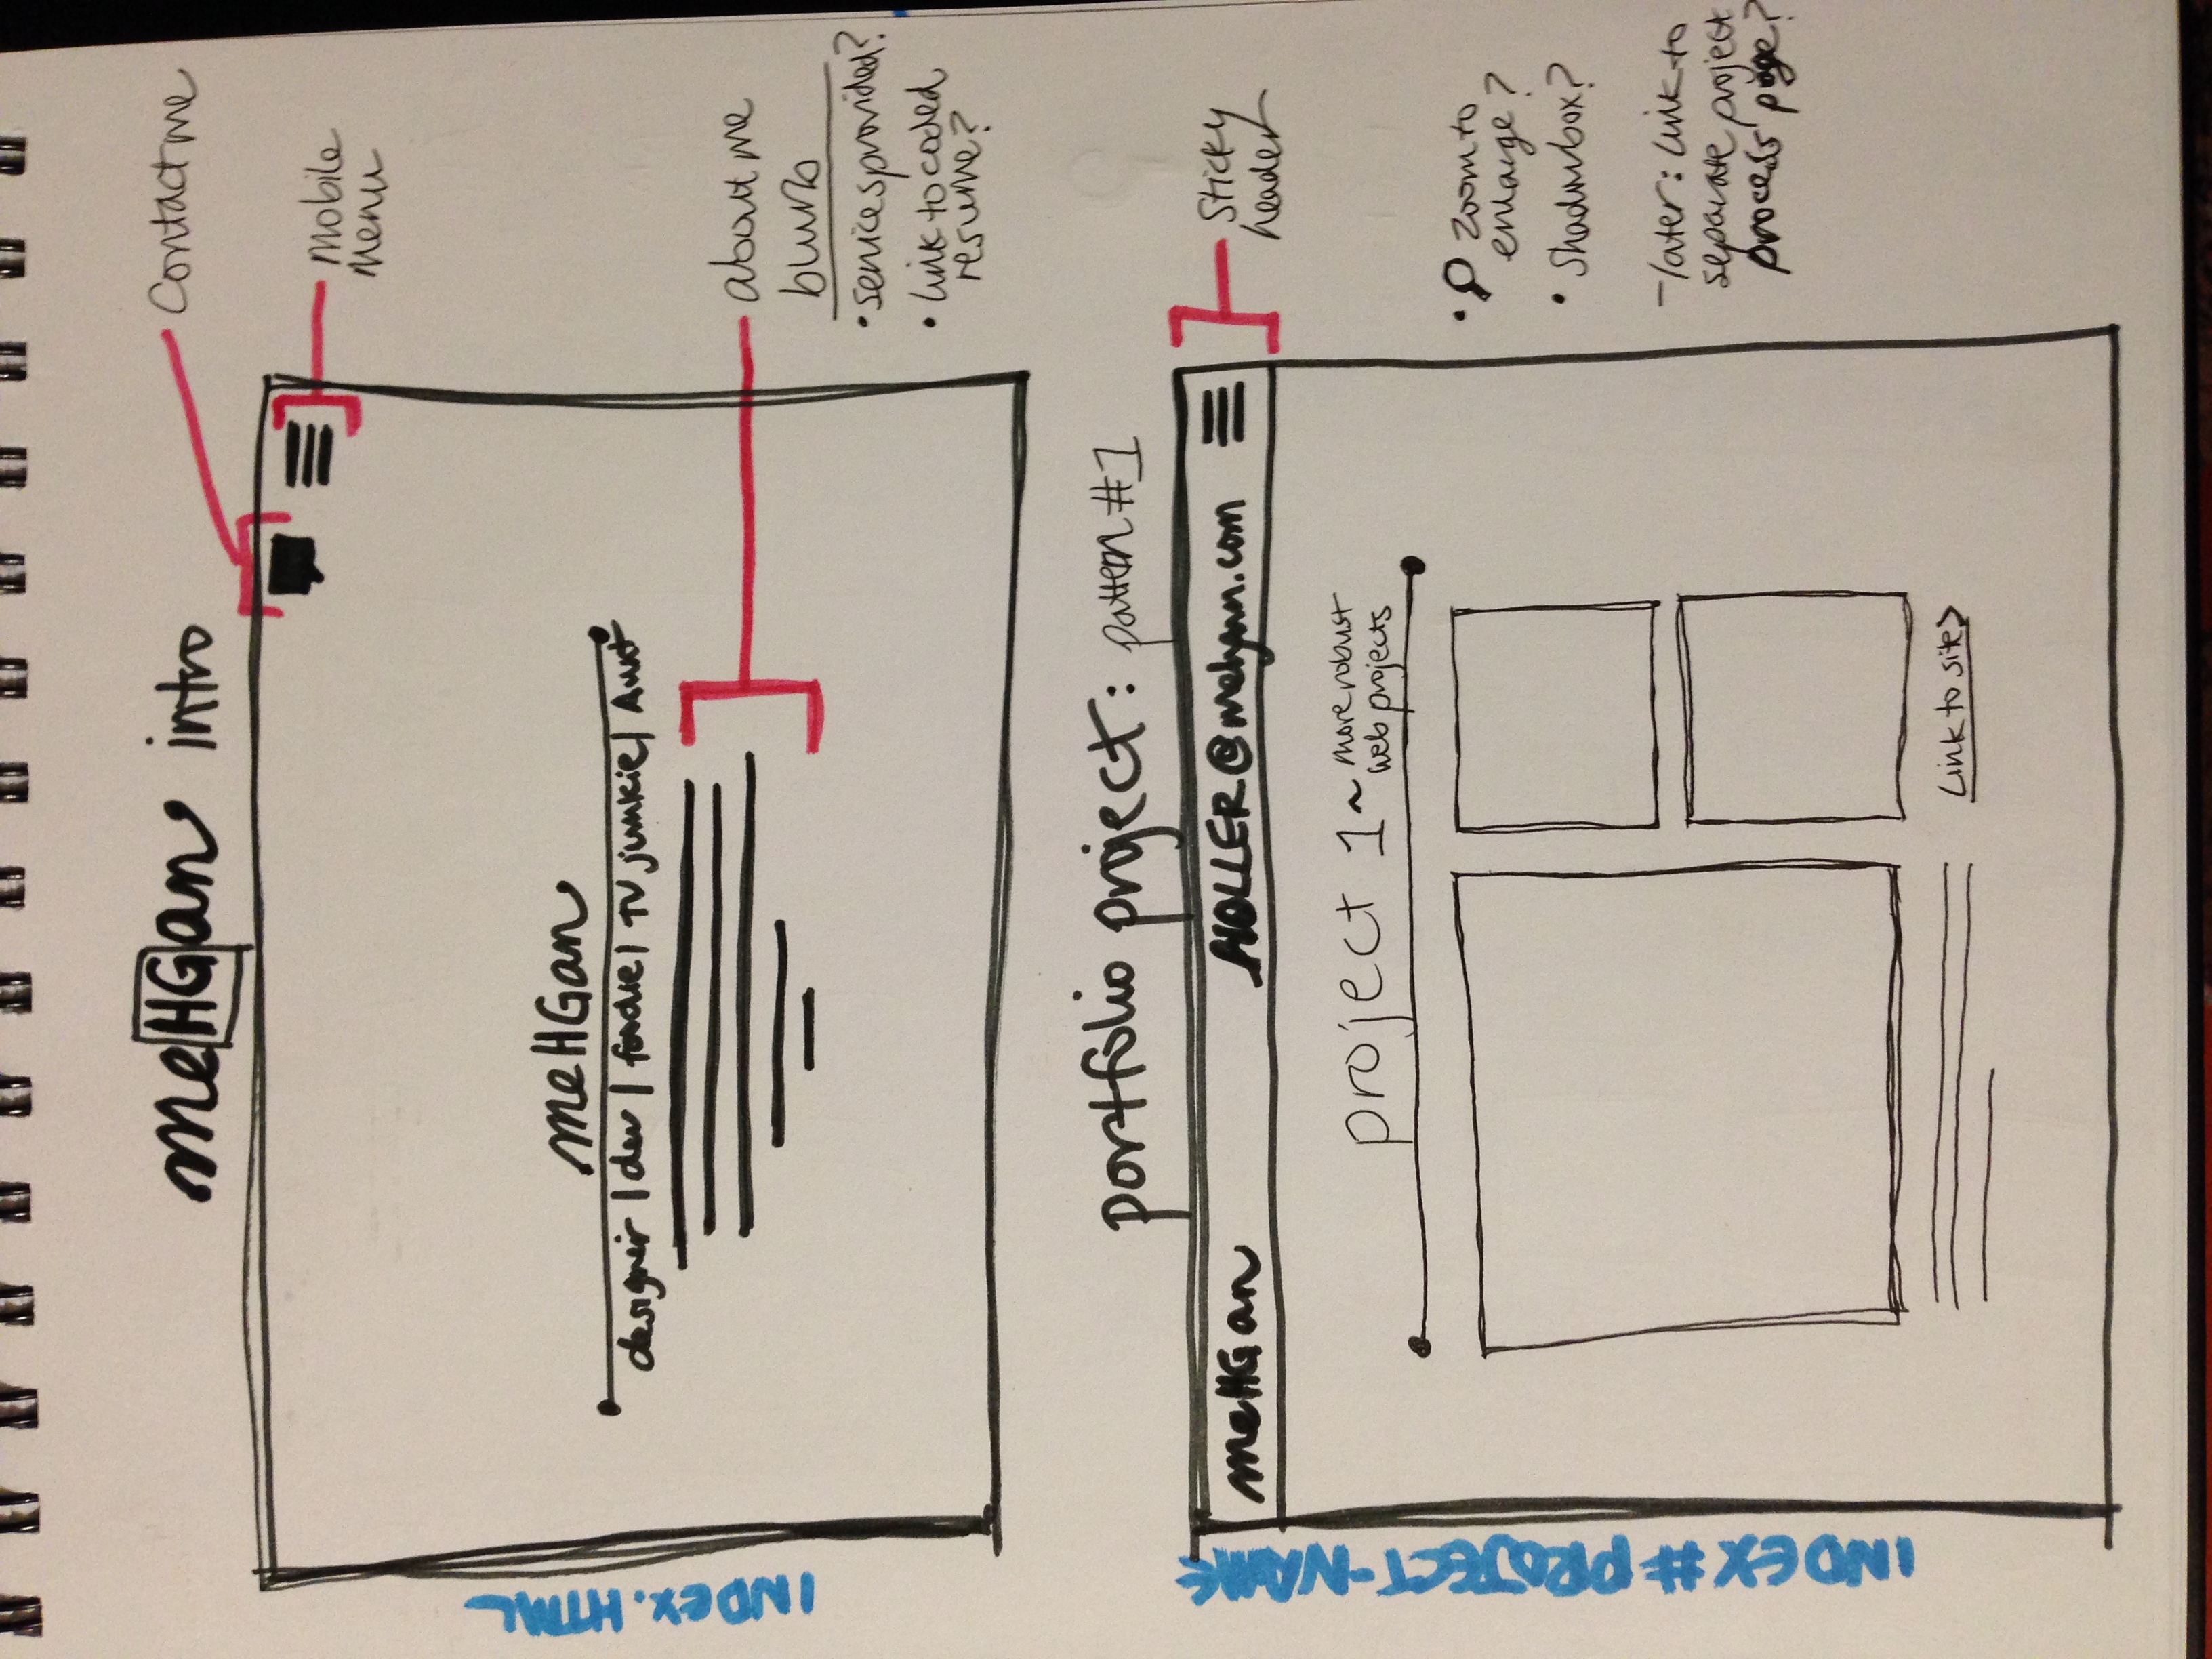 meHGan intro
Contact me
mobile
menu
INDEX.HTML
meHGan
designer | dev | foodie | TV junkie | Aunt
about me
blurb
• services provided?
• link to coded
resume?
portfolio project: pattern #1
INDEX#PROJECT-NAME
meHGan HOLLER@mehgan.com
Sticky
header
project 1 ~ more robust
web projects
• zoom to
enlarge?
• Shadowbox?
- later: link to
separate project
process page?
Link to site>